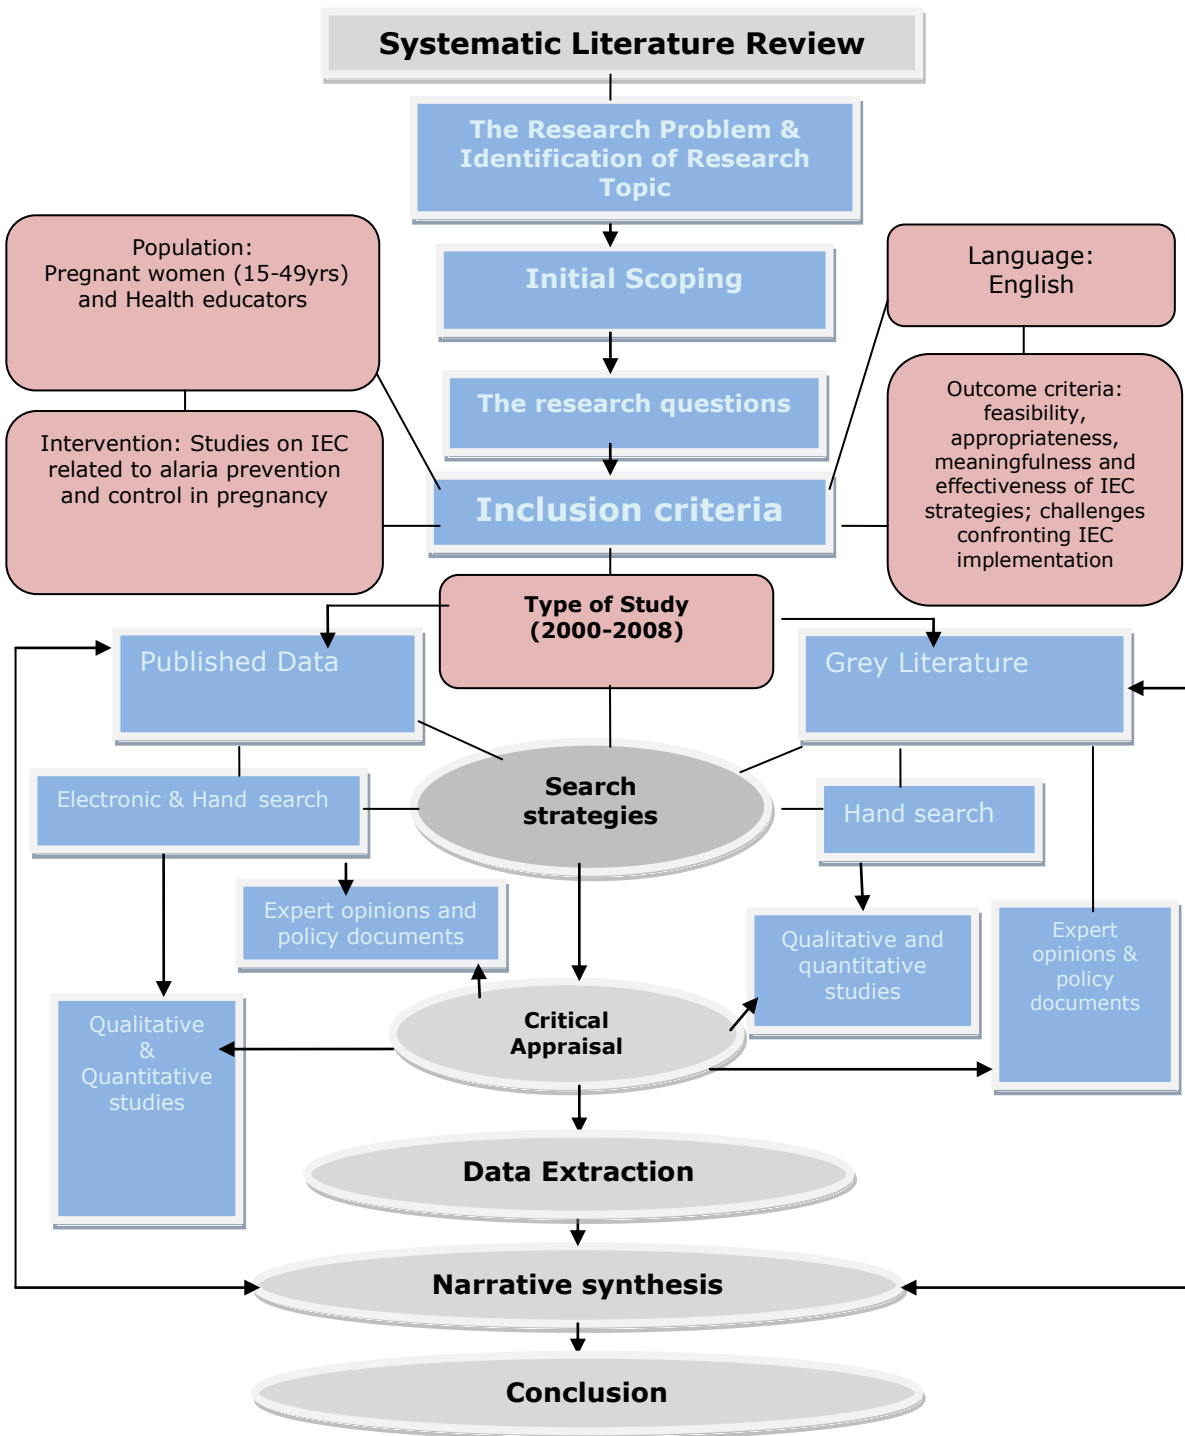 Systematic Literature Review
The Research Problem &
Identification of Research
Topic
Population:
Pregnant women (15-49yrs)
and Health educators
Initial Scoping
Language:
English
The research questions
Outcome criteria:
feasibility,
appropriateness,
meaningfulness and
effectiveness of IEC
strategies; challenges
confronting IEC
implementation
Intervention: Studies on IEC
related to alaria prevention
and control in pregnancy
Inclusion criteria
Type of Study
(2000-2008)
Published Data
Grey Literature
Search
strategies
Electronic & Hand search
Hand search
Expert opinions and
policy documents
Qualitative and
quantitative
studies
Expert
opinions &
policy
documents
Qualitative
&
Quantitative
studies
Critical
Appraisal
Data Extraction
Narrative synthesis
Conclusion